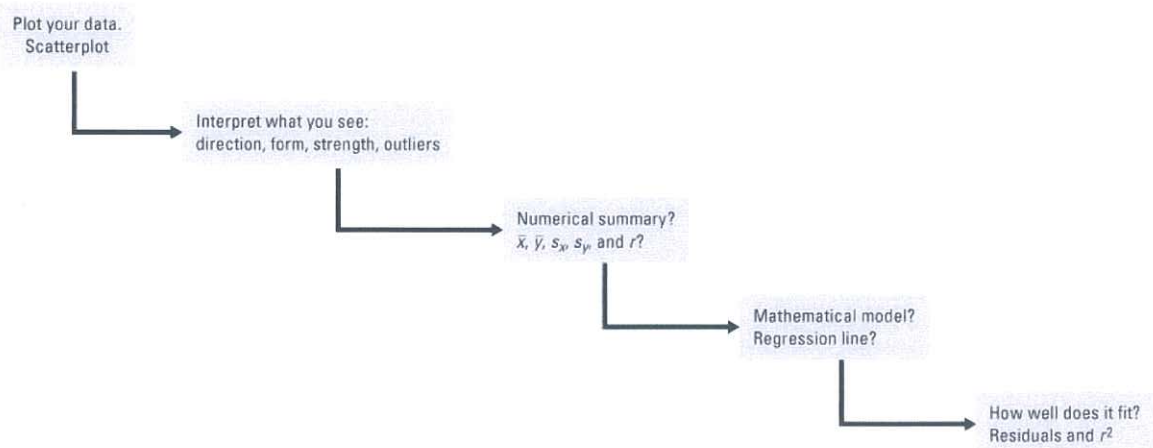 Plot your data.
Scatterplot
Interpret what you see:
direction, form, strength, outliers
Numerical summary?
x̄, ȳ, sₓ, s_y, and r?
Mathematical model?
Regression line?
How well does it fit?
Residuals and r²